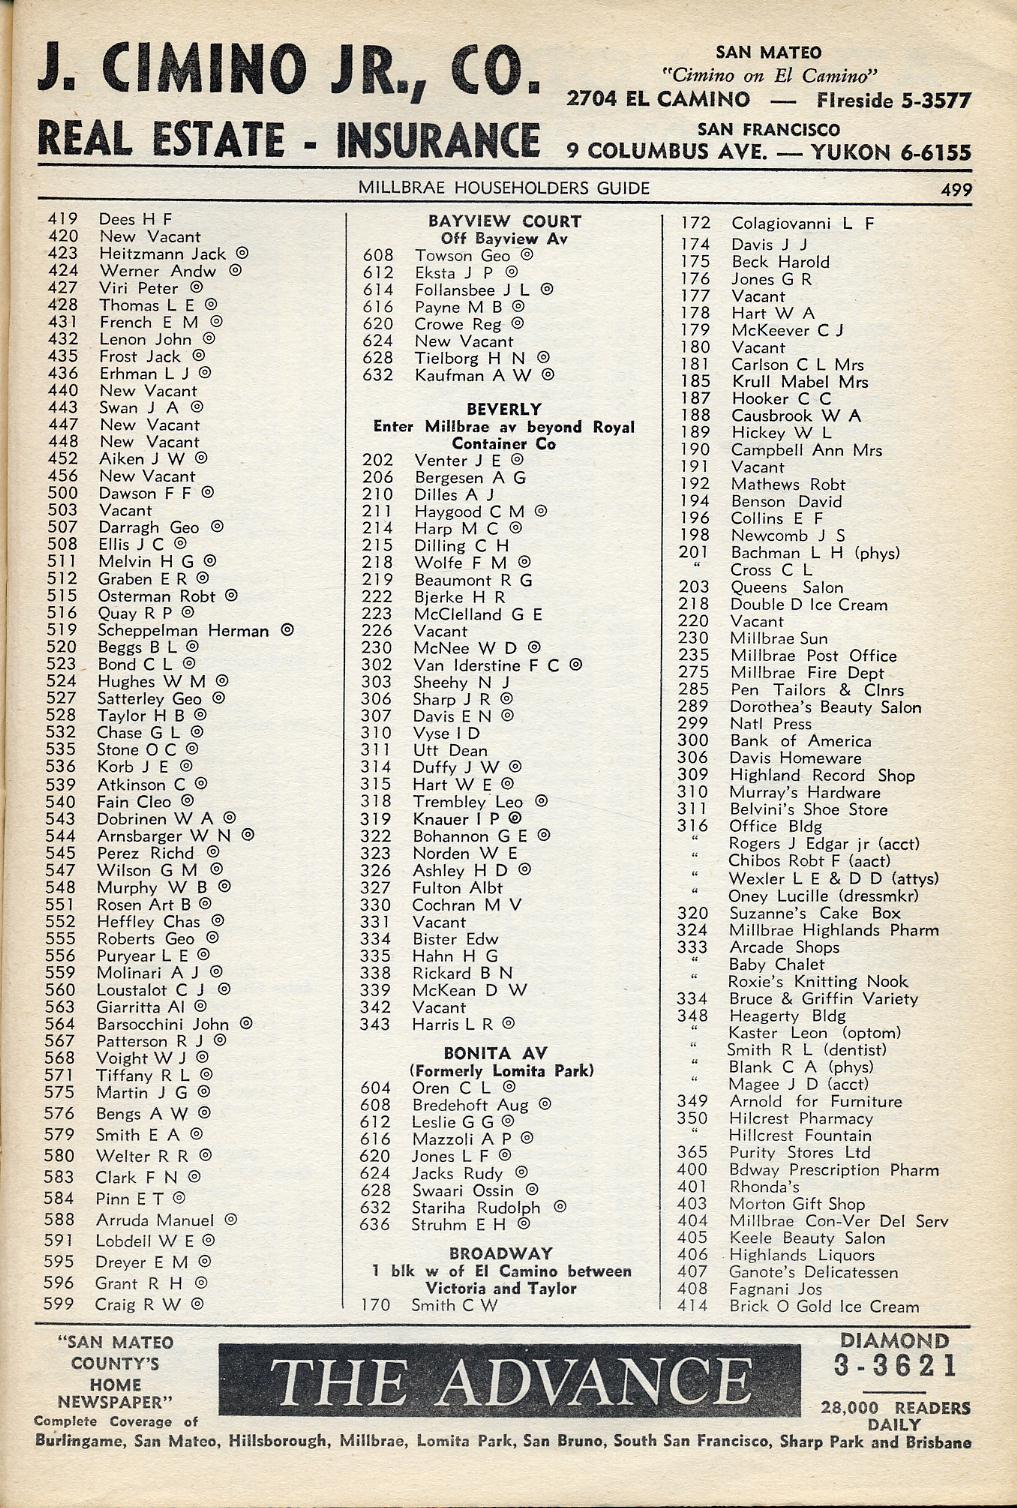 J. CIMINO JR., CO.
REAL ESTATE - INSURANCE
SAN MATEO
"Cimino on El Camino"
2704 EL CAMINO — FIreside 5-3577
SAN FRANCISCO
9 COLUMBUS AVE. — YUKON 6-6155
MILLBRAE HOUSEHOLDERS GUIDE 499
419 Dees H F
420 New Vacant
423 Heitzmann Jack ⊚
424 Werner Andw ⊚
427 Viri Peter ⊚
428 Thomas L E ⊚
431 French E M ⊚
432 Lenon John ⊚
435 Frost Jack ⊚
436 Erhman L J ⊚
440 New Vacant
443 Swan J A ⊚
447 New Vacant
448 New Vacant
452 Aiken J W ⊚
456 New Vacant
500 Dawson F F ⊚
503 Vacant
507 Darragh Geo ⊚
508 Ellis J C ⊚
511 Melvin H G ⊚
512 Graben E R ⊚
515 Osterman Robt ⊚
516 Quay R P ⊚
519 Scheppelman Herman ⊚
520 Beggs B L ⊚
523 Bond C L ⊚
524 Hughes W M ⊚
527 Satterley Geo ⊚
528 Taylor H B ⊚
532 Chase G L ⊚
535 Stone O C ⊚
536 Korb J E ⊚
539 Atkinson C ⊚
540 Fain Cleo ⊚
543 Dobrinen W A ⊚
544 Arnsbarger W N ⊚
545 Perez Richd ⊚
547 Wilson G M ⊚
548 Murphy W B ⊚
551 Rosen Art B ⊚
552 Heffley Chas ⊚
555 Roberts Geo ⊚
556 Puryear L E ⊚
559 Molinari A J ⊚
560 Loustalot C J ⊚
563 Giarritta Al ⊚
564 Barsocchini John ⊚
567 Patterson R J ⊚
568 Voight W J ⊚
571 Tiffany R L ⊚
575 Martin J G ⊚
576 Bengs A W ⊚
579 Smith E A ⊚
580 Welter R R ⊚
583 Clark F N ⊚
584 Pinn E T ⊚
588 Arruda Manuel ⊚
591 Lobdell W E ⊚
595 Dreyer E M ⊚
596 Grant R H ⊚
599 Craig R W ⊚
BAYVIEW COURT
Off Bayview Av
608 Towson Geo ⊚
612 Eksta J P ⊚
614 Follansbee J L ⊚
616 Payne M B ⊚
620 Crowe Reg ⊚
624 New Vacant
628 Tielborg H N ⊚
632 Kaufman A W ⊚
BEVERLY
Enter Millbrae av beyond Royal
Container Co
202 Venter J E ⊚
206 Bergesen A G
210 Dilles A J
211 Haygood C M ⊚
214 Harp M C ⊚
215 Dilling C H
218 Wolfe F M ⊚
219 Beaumont R G
222 Bjerke H R
223 McClelland G E
226 Vacant
230 McNee W D ⊚
302 Van Iderstine F C ⊚
303 Sheehy N J
306 Sharp J R ⊚
307 Davis E N ⊚
310 Vyse I D
311 Utt Dean
314 Duffy J W ⊚
315 Hart W E ⊚
318 Trembley Leo ⊚
319 Knauer I P ⊚
322 Bohannon G E ⊚
323 Norden W E
326 Ashley H D ⊚
327 Fulton Albt
330 Cochran M V
331 Vacant
334 Bister Edw
335 Hahn H G
338 Rickard B N
339 McKean D W
342 Vacant
343 Harris L R ⊚
BONITA AV
(Formerly Lomita Park)
604 Oren C L ⊚
608 Bredehoft Aug ⊚
612 Leslie G G ⊚
616 Mazzoli A P ⊚
620 Jones L F ⊚
624 Jacks Rudy ⊚
628 Swaari Ossin ⊚
632 Stariha Rudolph ⊚
636 Struhm E H ⊚
BROADWAY
1 blk w of El Camino between
Victoria and Taylor
170 Smith C W
172 Colagiovanni L F
174 Davis J J
175 Beck Harold
176 Jones G R
177 Vacant
178 Hart W A
179 McKeever C J
180 Vacant
181 Carlson C L Mrs
185 Krull Mabel Mrs
187 Hooker C C
188 Causbrook W A
189 Hickey W L
190 Campbell Ann Mrs
191 Vacant
192 Mathews Robt
194 Benson David
196 Collins E F
198 Newcomb J S
201 Bachman L H (phys)
" Cross C L
203 Queens Salon
218 Double D Ice Cream
220 Vacant
230 Millbrae Sun
235 Millbrae Post Office
275 Millbrae Fire Dept
285 Pen Tailors & Clnrs
289 Dorothea's Beauty Salon
299 Natl Press
300 Bank of America
306 Davis Homeware
309 Highland Record Shop
310 Murray's Hardware
311 Belvini's Shoe Store
316 Office Bldg
" Rogers J Edgar jr (acct)
" Chibos Robt F (aact)
" Wexler L E & D D (attys)
" Oney Lucille (dressmkr)
320 Suzanne's Cake Box
324 Millbrae Highlands Pharm
333 Arcade Shops
" Baby Chalet
" Roxie's Knitting Nook
334 Bruce & Griffin Variety
348 Heagerty Bldg
" Kaster Leon (optom)
" Smith R L (dentist)
" Blank C A (phys)
" Magee J D (acct)
349 Arnold for Furniture
350 Hilcrest Pharmacy
" Hillcrest Fountain
365 Purity Stores Ltd
400 Bdway Prescription Pharm
401 Rhonda's
403 Morton Gift Shop
404 Millbrae Con-Ver Del Serv
405 Keele Beauty Salon
406 Highlands Liquors
407 Ganote's Delicatessen
408 Fagnani Jos
414 Brick O Gold Ice Cream
"SAN MATEO
COUNTY'S
HOME
NEWSPAPER"
THE ADVANCE
DIAMOND
3-3621
28,000 READERS
DAILY
Complete Coverage of
Burlingame, San Mateo, Hillsborough, Millbrae, Lomita Park, San Bruno, South San Francisco, Sharp Park and Brisbane